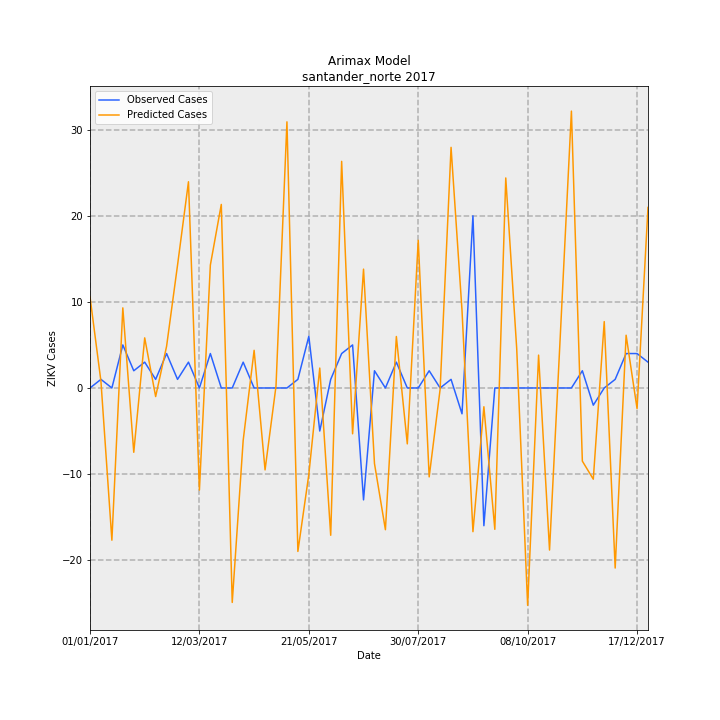 Arimax Model
santander_norte 2017
Observed Cases
Predicted Cases
ZIKV Cases
30
20
10
0
−10
−20
01/01/2017
12/03/2017
21/05/2017
30/07/2017
08/10/2017
17/12/2017
Date